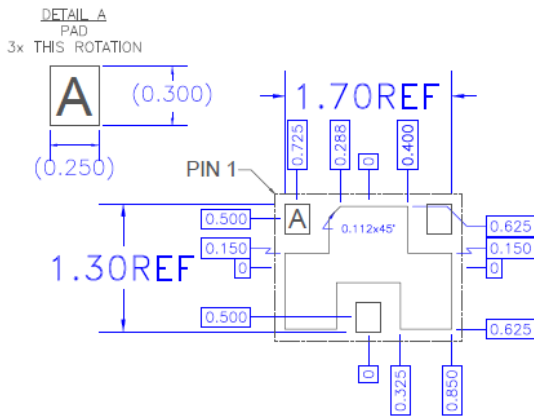 DETAIL A
PAD
3x THIS ROTATION
A
(0.300)
(0.250)
1.70REF
0.725
0.288
0
0.400
PIN 1
0.500
A
0.112x45°
0.625
0.150
0.150
0
0
1.30REF
0.500
0.625
0
0.325
0.850